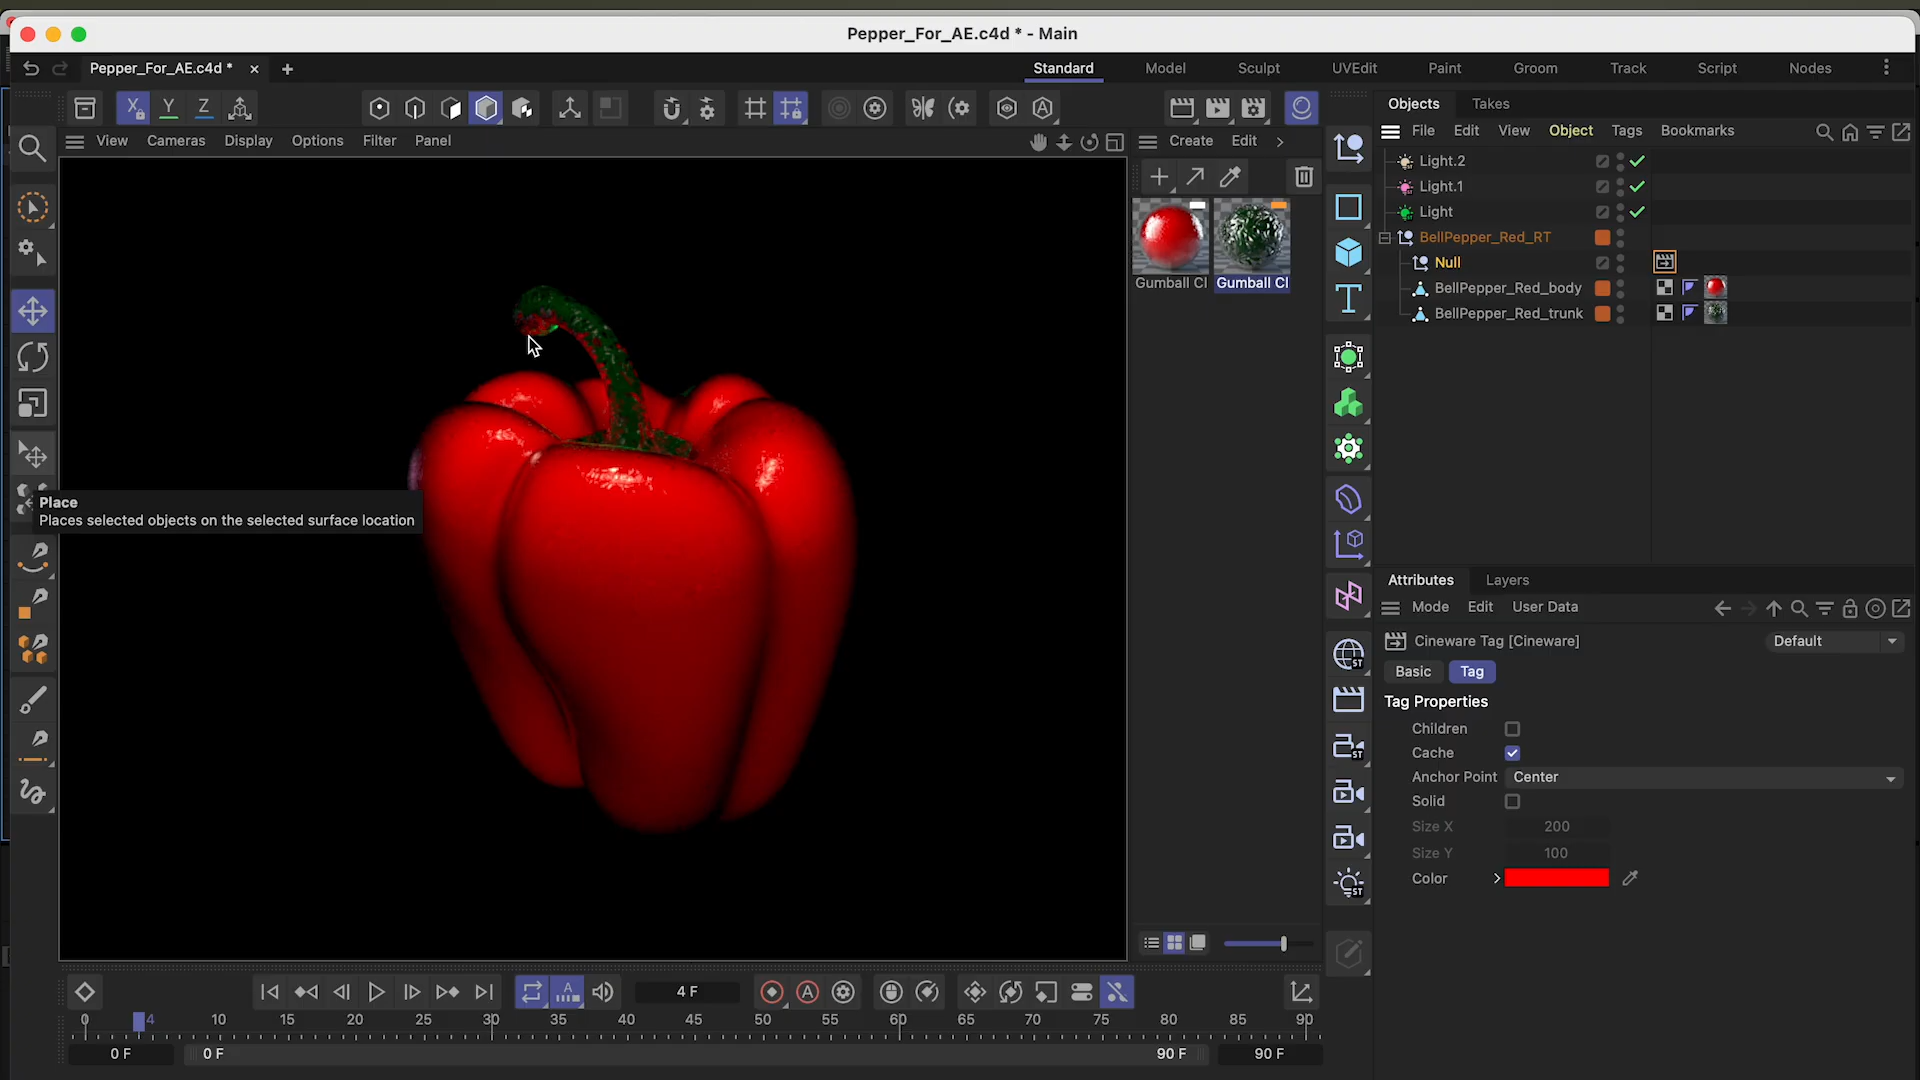 Pepper_For_AE.c4d * - Main
Pepper_For_AE.c4d *
Standard
Model
Sculpt
UVEdit
Paint
Groom
Track
Script
Nodes
X
Y
Z
View
Cameras
Display
Options
Filter
Panel
Create
Edit
Gumball Cl
Gumball Cl
Objects
Takes
File
Edit
View
Object
Tags
Bookmarks
Light.2
Light.1
Light
BellPepper_Red_RT
Null
BellPepper_Red_body
BellPepper_Red_trunk
Place
Places selected objects on the selected surface location
Attributes
Layers
Mode
Edit
User Data
Cineware Tag [Cineware]
Default
Basic
Tag
Tag Properties
Children
Cache
Anchor Point
Center
Solid
Size X
200
Size Y
100
Color
T
ST
ST
ST
A
A
A
4 F
0
4
10
15
20
25
30
35
40
45
50
55
60
65
70
75
80
85
90
0 F
0 F
90 F
90 F